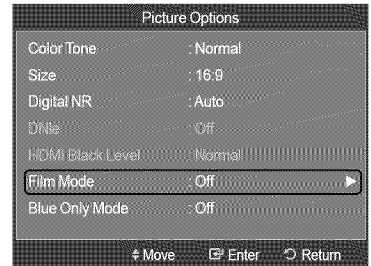 Picture Options
Color Tone : Normal
Size : 16:9
Digital NR : Auto
DNIe : Off
HDMI Black Level : Normal
Film Mode : Off ►
Blue Only Mode : Off
Move Enter Return